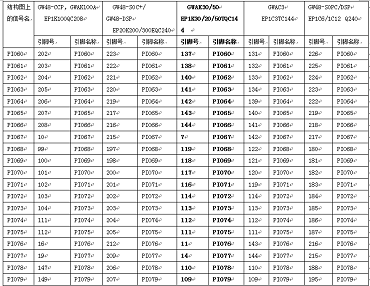 结构图上的信号名 GW48-CCP，GWAK100A EP1K100QC208 GW48-SOC+/ GW48-DSP EP20K200/300EQC240 GWAK30/50 EP1K30/20/50TQC144 GWAC3 EP1C3TC144 GW48-SOPC/DSP EP1C6/1C12 Q240
引脚号 引脚名称 引脚号 引脚名称 引脚号 引脚名称 引脚号 引脚名称 引脚号 引脚名称
PIO60 202 PIO60 223 PIO60 137 PIO60 131 PIO60 226 PIO60
PIO61 203 PIO61 222 PIO61 138 PIO61 132 PIO61 225 PIO61
PIO62 204 PIO62 221 PIO62 140 PIO62 133 PIO62 224 PIO62
PIO63 205 PIO63 220 PIO63 141 PIO63 134 PIO63 223 PIO63
PIO64 206 PIO64 219 PIO64 142 PIO64 139 PIO64 222 PIO64
PIO65 207 PIO65 217 PIO65 143 PIO65 140 PIO65 219 PIO65
PIO66 208 PIO66 216 PIO66 144 PIO66 141 PIO66 218 PIO66
PIO67 10 PIO67 215 PIO67 7 PIO67 142 PIO67 217 PIO67
PIO68 99 PIO68 197 PIO68 119 PIO68 122 PIO68 180 PIO68
PIO69 100 PIO69 198 PIO69 118 PIO69 121 PIO69 181 PIO69
PIO70 101 PIO70 200 PIO70 117 PIO70 120 PIO70 182 PIO70
PIO71 102 PIO71 201 PIO71 116 PIO71 119 PIO71 183 PIO71
PIO72 103 PIO72 202 PIO72 114 PIO72 114 PIO72 184 PIO72
PIO73 104 PIO73 203 PIO73 113 PIO73 113 PIO73 185 PIO73
PIO74 111 PIO74 204 PIO74 112 PIO74 112 PIO74 186 PIO74
PIO75 112 PIO75 205 PIO75 111 PIO75 111 PIO75 187 PIO75
PIO76 16 PIO76 212 PIO76 11 PIO76 143 PIO76 216 PIO76
PIO77 19 PIO77 209 PIO77 14 PIO77 144 PIO77 215 PIO77
PIO78 147 PIO78 206 PIO78 110 PIO78 110 PIO78 188 PIO78
PIO79 149 PIO79 207 PIO79 109 PIO79 109 PIO79 195 PIO79